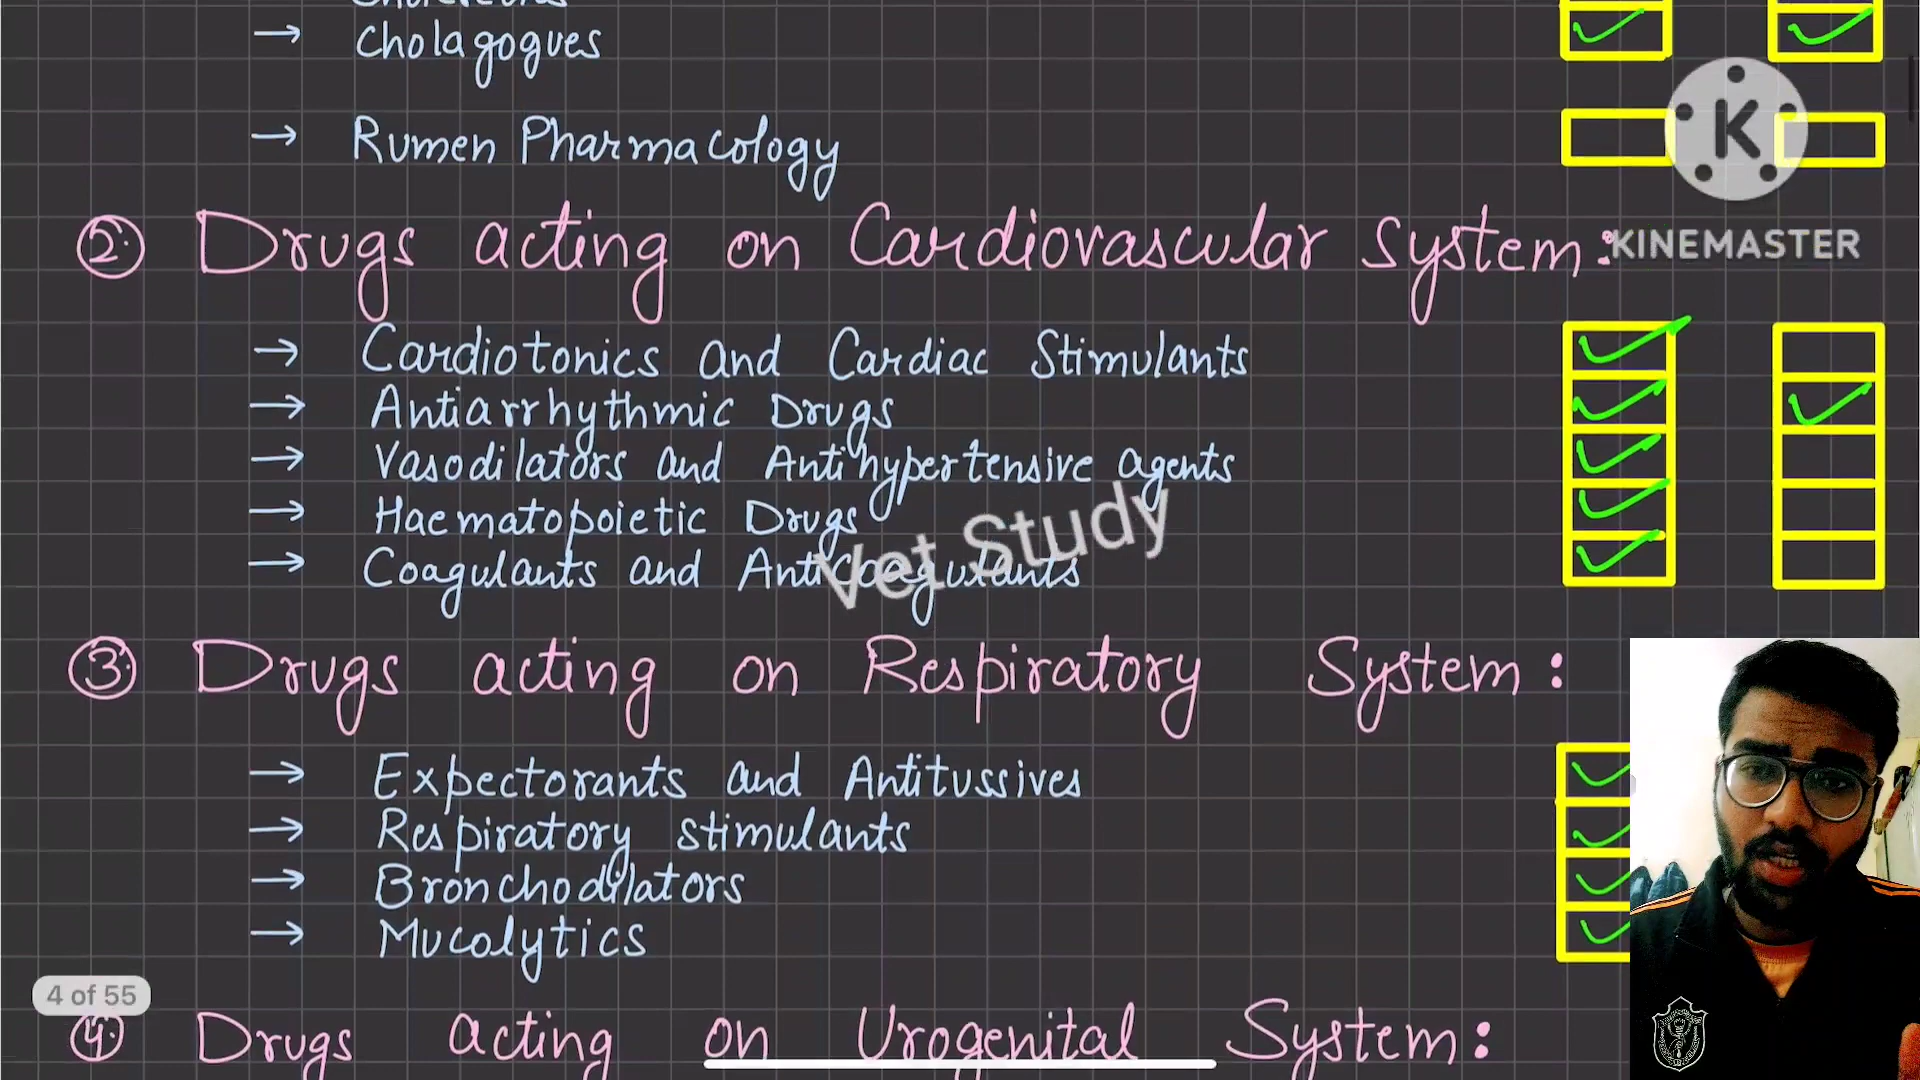 → Cholagogues
→ Rumen Pharmacology
② Drugs acting on Cardiovascular System:
KINEMASTER
→ Cardiotonics and Cardiac Stimulants
→ Antiarrhythmic Drugs
→ Vasodilators and Antihypertensive agents
→ Haematopoietic Drugs
Vet Study
→ Coagulants and Anticoagulants
③ Drugs acting on Respiratory System:
→ Expectorants and Antitussives
→ Respiratory stimulants
→ Bronchodilators
→ Mucolytics
4 of 55
④ Drugs acting on Urogenital System: